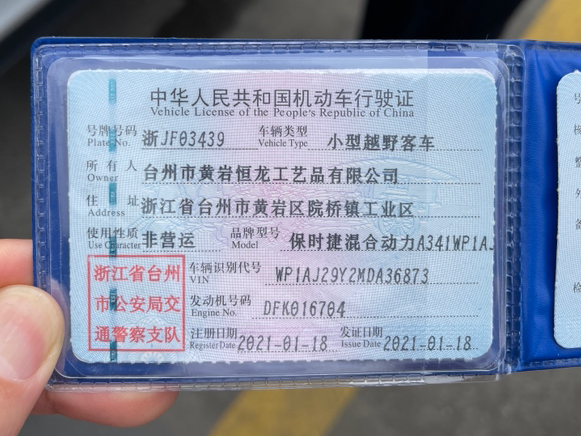 中华人民共和国机动车行驶证
Vehicle License of the People's Republic of China
号牌号码 浙JF03439 车辆类型 小型越野客车
Plate No. Vehicle Type
所有人 台州市黄岩恒龙工艺品有限公司
Owner
住址 浙江省台州市黄岩区院桥镇工业区
Address
使用性质 非营运 品牌型号 保时捷混合动力A341WP1AJ
Use Character Model
浙江省台州 车辆识别代号 WP1AJ29Y2MDA36873
VIN
市公安局交 发动机号码 DFK016704
Engine No.
通警察支队 注册日期 2021-01-18 发证日期 2021-01-18
Register Date Issue Date